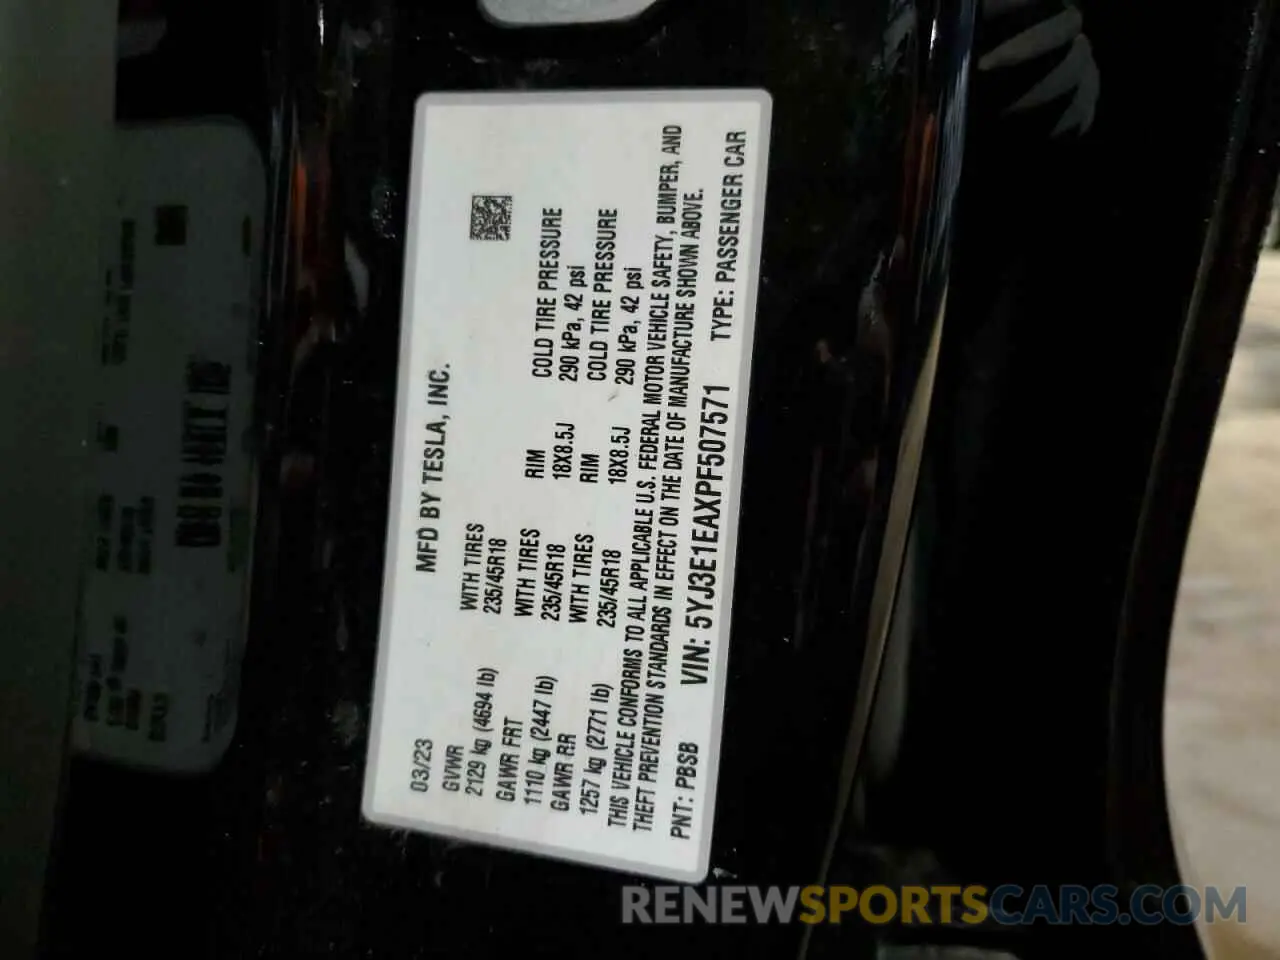 MFD BY TESLA, INC.
03/23
GVWR
2129 kg (4694 lb)
WITH TIRES
235/45R18
GAWR FRT
1110 kg (2447 lb)
WITH TIRES
235/45R18
RIM
18X8.5J
COLD TIRE PRESSURE
290 kPa, 42 psi
GAWR RR
1257 kg (2771 lb)
WITH TIRES
235/45R18
RIM
18X8.5J
COLD TIRE PRESSURE
290 kPa, 42 psi
THIS VEHICLE CONFORMS TO ALL APPLICABLE U.S. FEDERAL MOTOR VEHICLE SAFETY, BUMPER, AND
THEFT PREVENTION STANDARDS IN EFFECT ON THE DATE OF MANUFACTURE SHOWN ABOVE.
PNT: PBSB VIN: 5YJ3E1EAXPF507571 TYPE: PASSENGER CAR
RENEWSPORTSCARS.COM